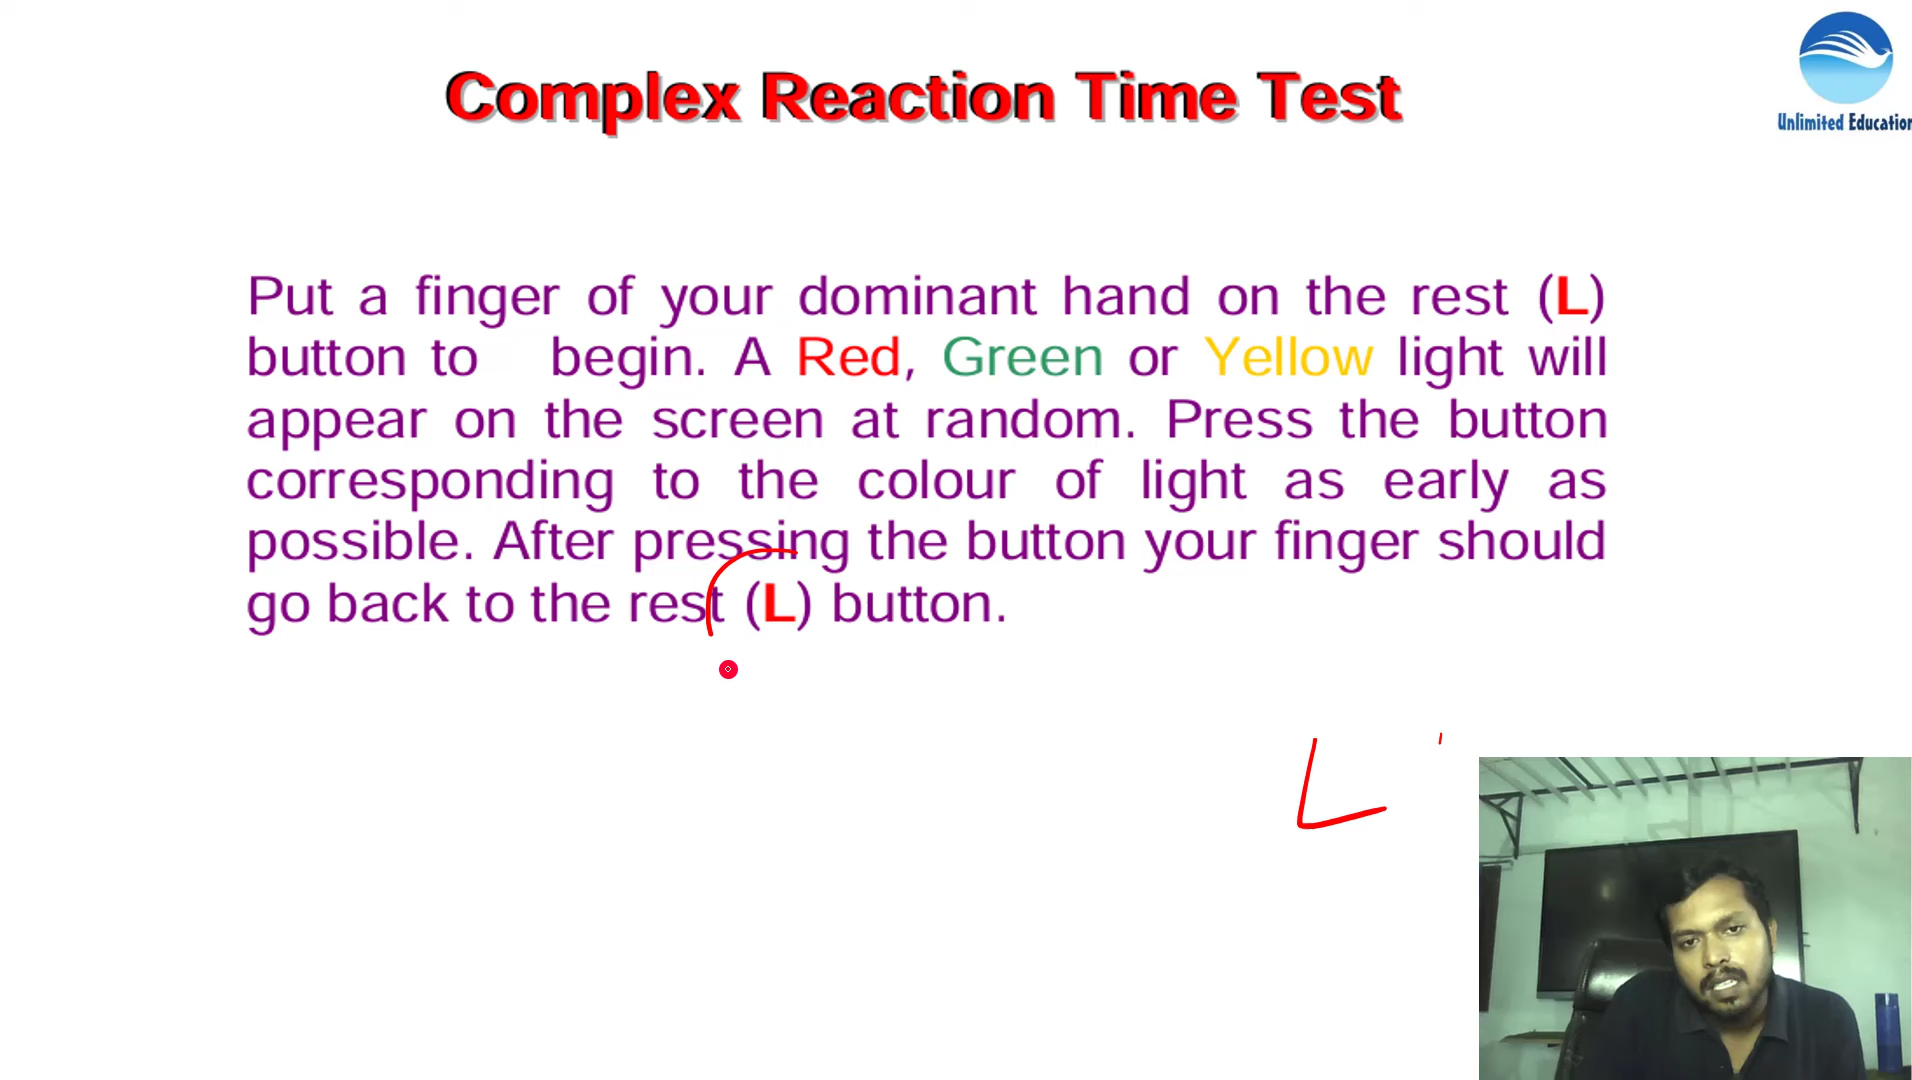 Complex Reaction Time Test
Unlimited Education
Put a finger of your dominant hand on the rest (L)
button to begin. A Red, Green or Yellow light will
appear on the screen at random. Press the button
corresponding to the colour of light as early as
possible. After pressing the button your finger should
go back to the rest (L) button.
L